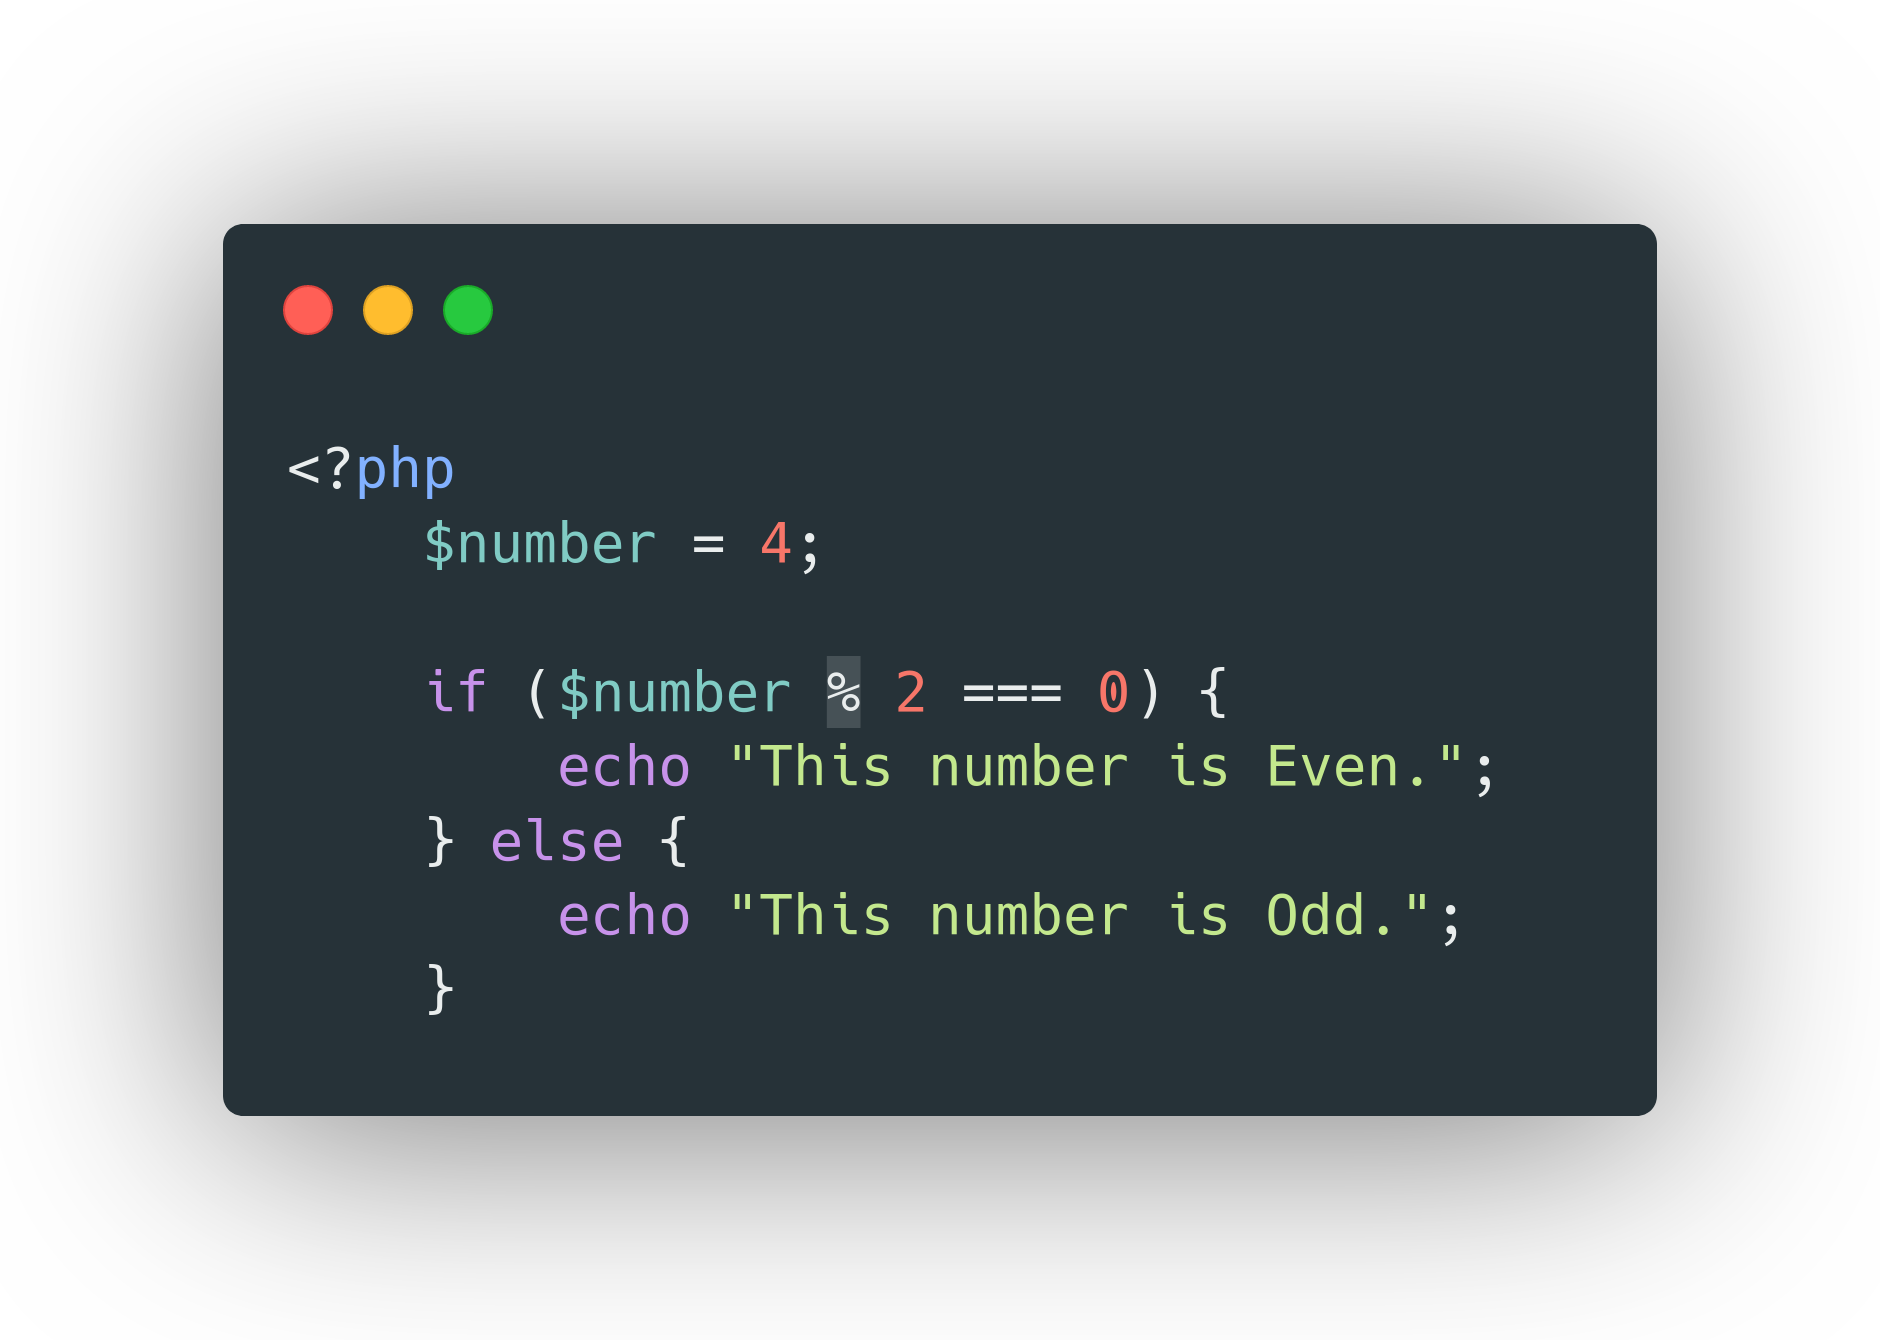 <?php
    $number = 4;

    if ($number % 2 === 0) {
        echo "This number is Even.";
    } else {
        echo "This number is Odd.";
    }